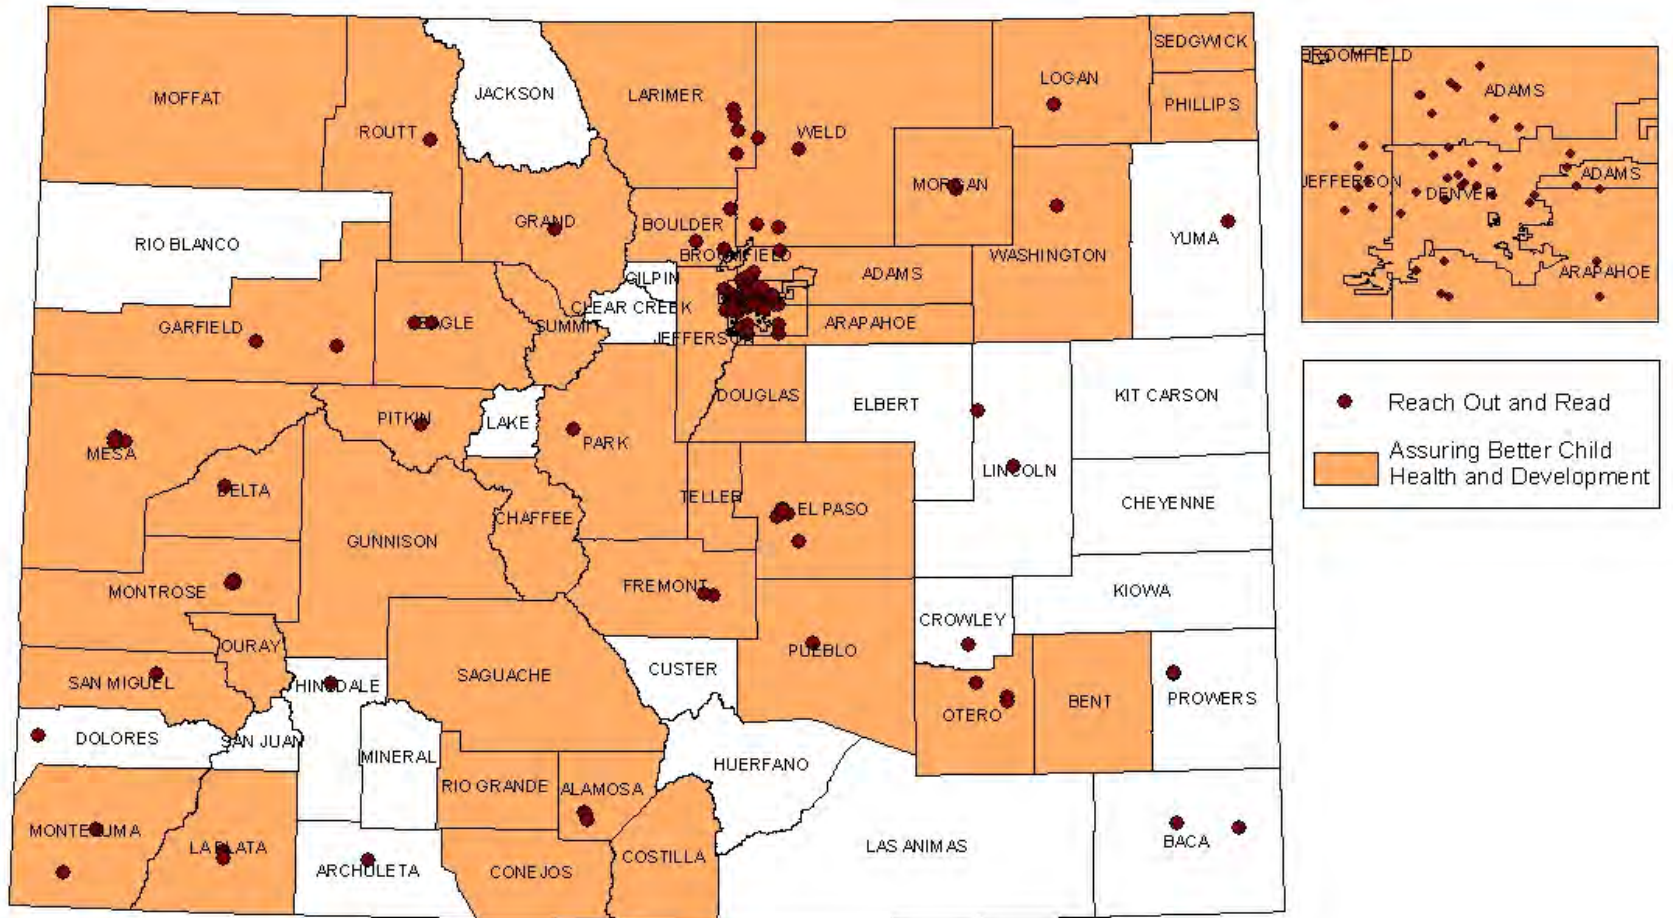 SEDGWICK
JACKSON
LOGAN
MOFFAT
LARIMER
PHILLIPS
ROUTT
WELD
MORGAN
GRAND
BOULDER
YUMA
RIO BLANCO
BROOMFIELD
WASHINGTON
GILPIN
ADAMS
CLEAR CREEK
EAGLE
SUMMIT
ARAPAHOE
GARFIELD
JEFFERSON
DOUGLAS
KIT CARSON
ELBERT
PITKIN
LAKE
PARK
MESA
LINCOLN
DELTA
TELLER
CHEYENNE
EL PASO
CHAFFEE
GUNNISON
FREMONT
MONTROSE
KIOWA
CROWLEY
OURAY
PUEBLO
CUSTER
SAGUACHE
SAN MIGUEL
HINSDALE
BENT
PROWERS
OTERO
DOLORES
SAN JUAN
MINERAL
HUERFANO
RIO GRANDE
ALAMOSA
MONTEZUMA
LA PLATA
LAS ANIMAS
BACA
COSTILLA
ARCHULETA
CONEJOS
BROOMFIELD
ADAMS
ADAMS
JEFFERSON
DENVER
ARAPAHOE
Reach Out and Read
Assuring Better Child
Health and Development